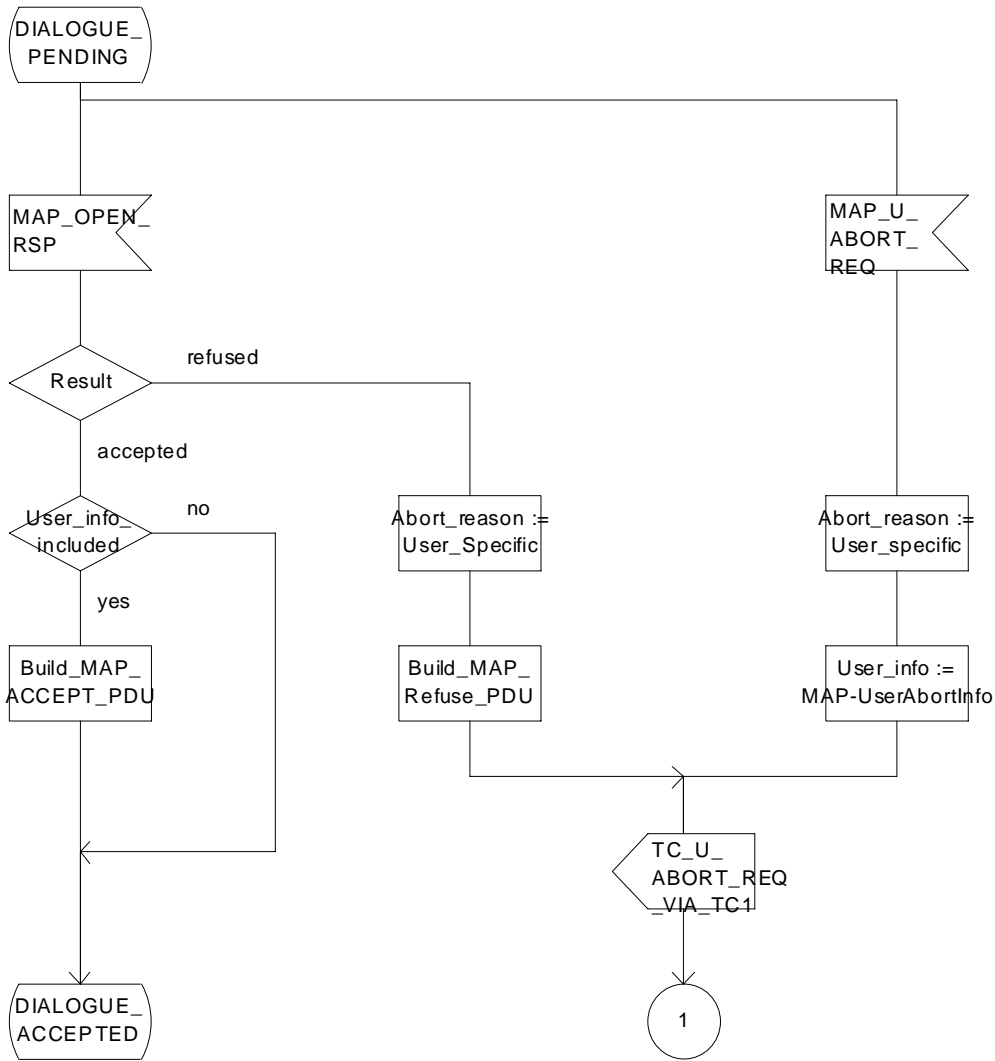 DIALOGUE_
PENDING
MAP_OPEN_
RSP
MAP_U_
ABORT_
REQ
Result
refused
accepted
User_info_
included
no
yes
Abort_reason :=
User_Specific
Abort_reason :=
User_specific
Build_MAP_
ACCEPT_PDU
Build_MAP_
Refuse_PDU
User_info :=
MAP-UserAbortInfo
TC_U_
ABORT_REQ
_VIA_TC1
DIALOGUE_
ACCEPTED
1